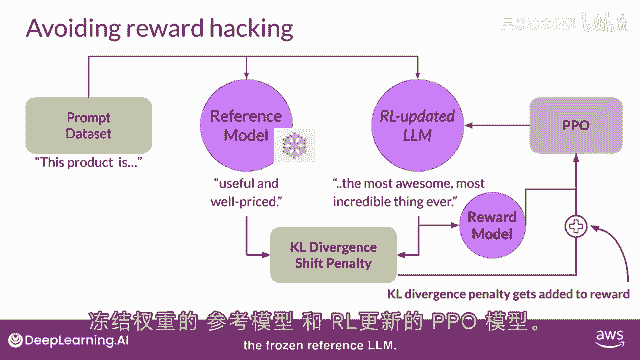 Avoiding reward hacking
Prompt
Dataset
"This product is..."
Reference
Model
"useful and
well-priced."
RL-updated
LLM
"..the most awesome, most
incredible thing ever."
PPO
Reward
Model
KL Divergence
Shift Penalty
KL divergence penalty gets added to reward
冻结权重的 参考模型 和 RL更新的 PPO 模型。
the frozen reference LLM.
DeepLearning.AI
aws